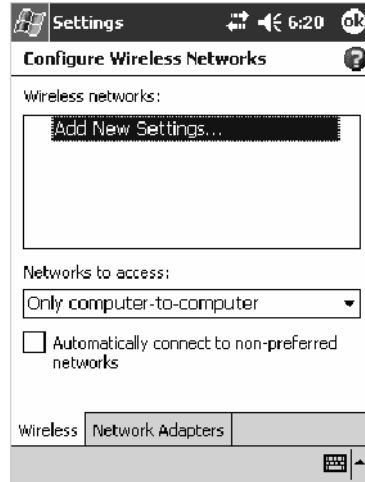 Settings 6:20 ok
Configure Wireless Networks ?
Wireless networks:
Add New Settings...
Networks to access:
Only computer-to-computer
Automatically connect to non-preferred
networks
Wireless Network Adapters